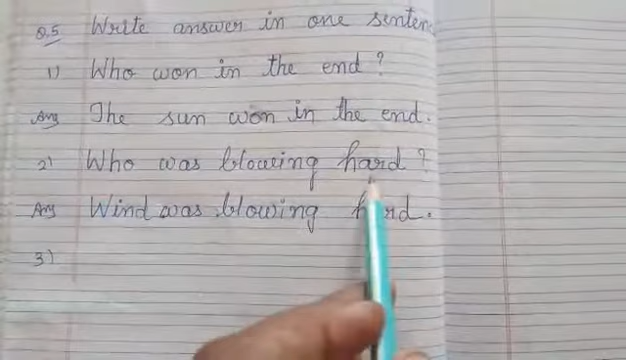 Q.5 Write answer in one senten
1) Who won in the end?
Ans The sun won in the end.
2) Who was blowing hard?
Ans Wind was blowing hard.
3)